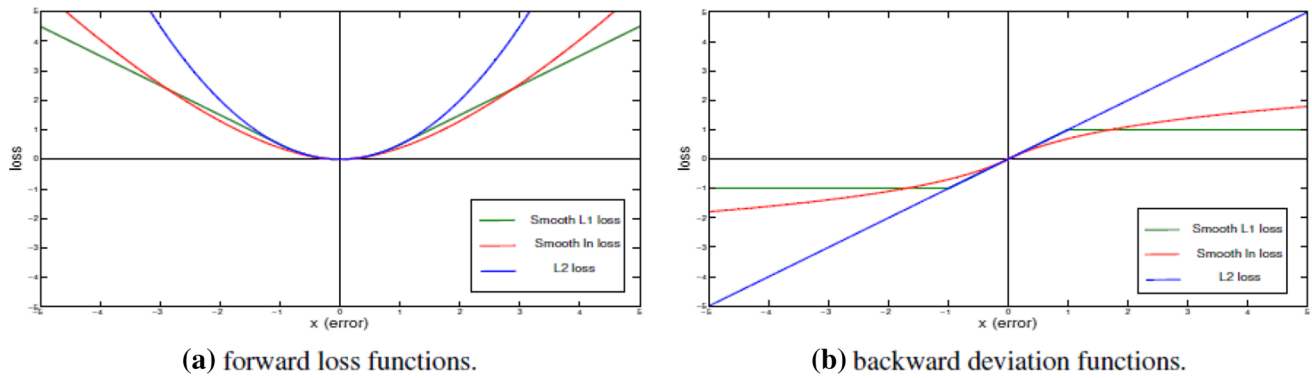 5
4
3
2
1
0
-1
-2
-3
-4
-5
loss
-5 -4 -3 -2 -1 0 1 2 3 4 5
x (error)
Smooth L1 loss
Smooth ln loss
L2 loss
(a) forward loss functions.
5
4
3
2
1
0
-1
-2
-3
-4
-5
loss
-5 -4 -3 -2 -1 0 1 2 3 4 5
x (error)
Smooth L1 loss
Smooth ln loss
L2 loss
(b) backward deviation functions.